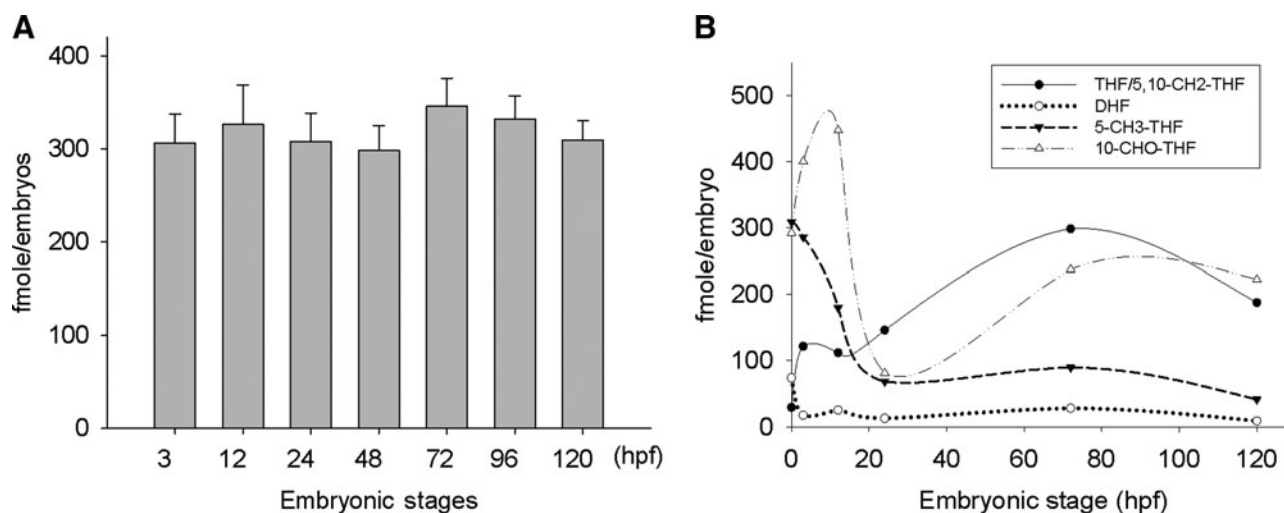 A
fmole/embryos
400
300
200
100
0
3 12 24 48 72 96 120 (hpf)
Embryonic stages
B
fmole/embryo
500
400
300
200
100
0
THF/5,10-CH2-THF
DHF
5-CH3-THF
10-CHO-THF
0 20 40 60 80 100 120
Embryonic stage (hpf)